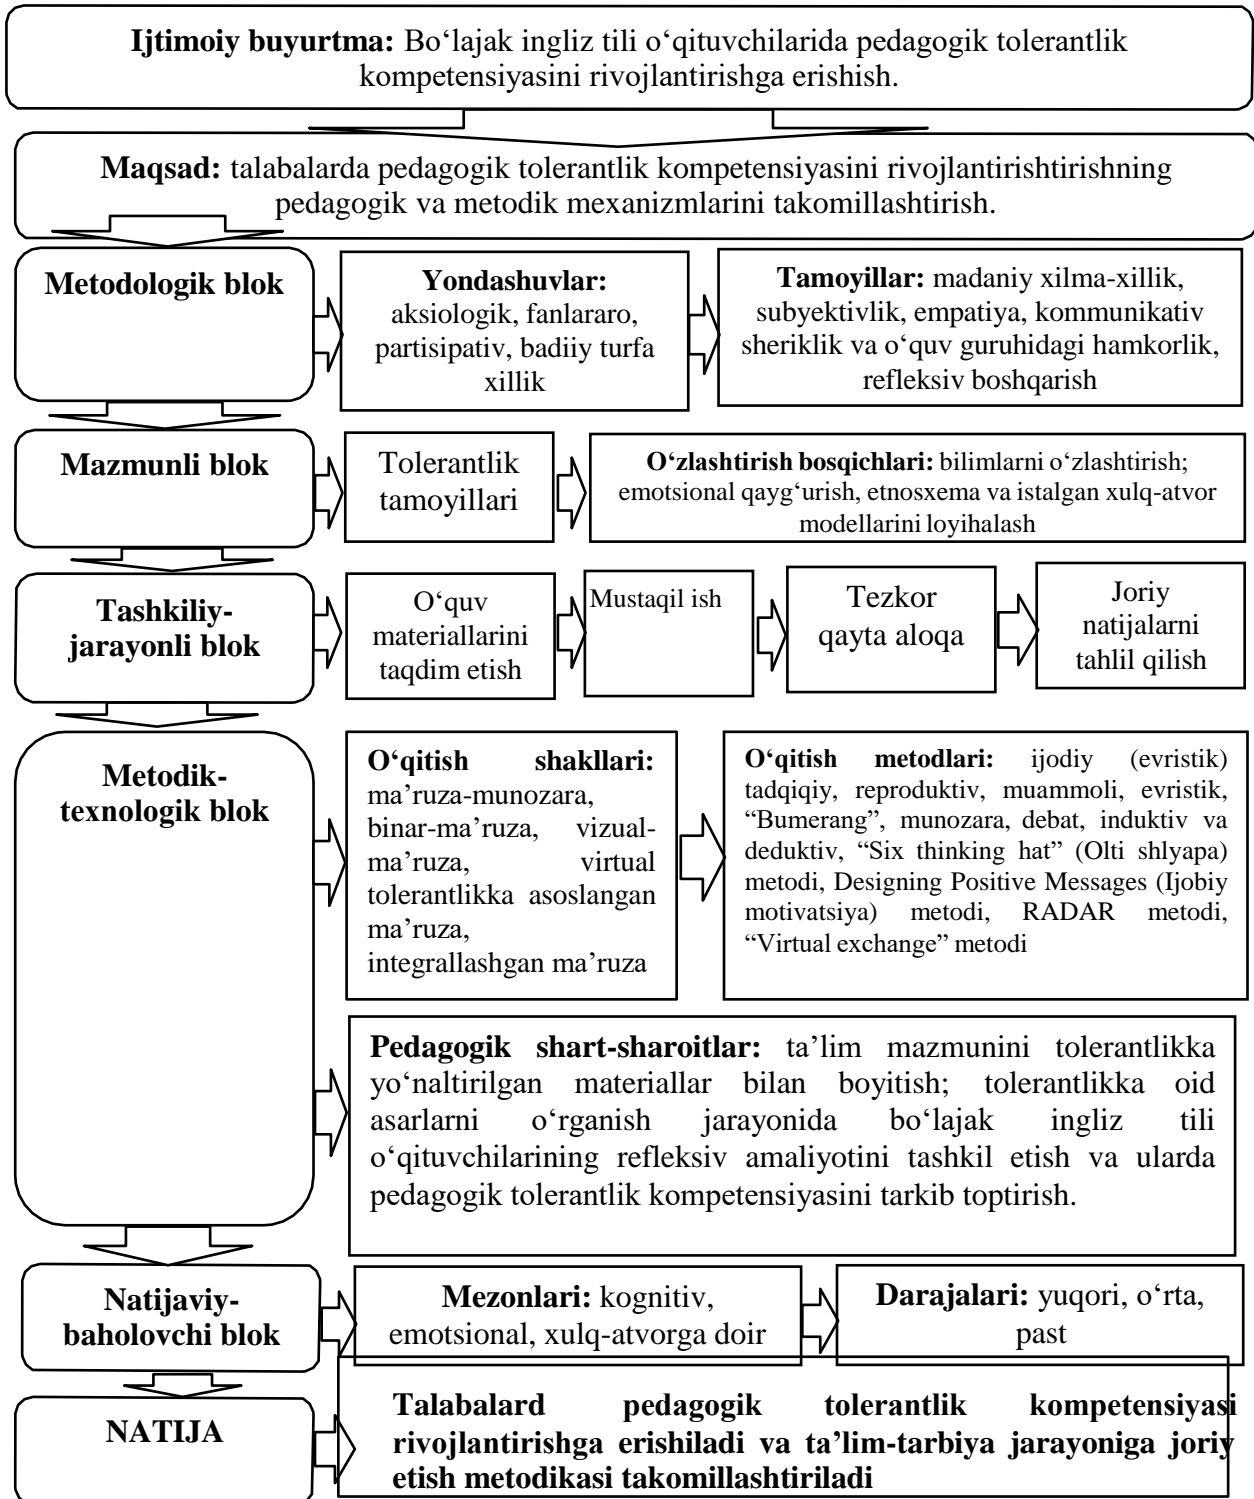 Ijtimoiy buyurtma: Bo‘lajak ingliz tili o‘qituvchilarida pedagogik tolerantlik
kompetensiyasini rivojlantirishga erishish.
Maqsad: talabalarda pedagogik tolerantlik kompetensiyasini rivojlantirishtirishning
pedagogik va metodik mexanizmlarini takomillashtirish.
Metodologik blok
Yondashuvlar:
aksiologik, fanlararo,
partisipativ, badiiy turfa
xillik
Tamoyillar: madaniy xilma-xillik,
subyektivlik, empatiya, kommunikativ
sheriklik va o‘quv guruhidagi hamkorlik,
refleksiv boshqarish
Mazmunli blok
Tolerantlik
tamoyillari
O‘zlashtirish bosqichlari: bilimlarni o‘zlashtirish;
emotsional qayg‘urish, etnosxema va istalgan xulq-atvor
modellarini loyihalash
Tashkiliy-
jarayonli blok
O‘quv
materiallarini
taqdim etish
Mustaqil ish
Tezkor
qayta aloqa
Joriy
natijalarni
tahlil qilish
Metodik-
texnologik blok
O‘qitish shakllari:
ma’ruza-munozara,
binar-ma’ruza, vizual-
ma’ruza, virtual
tolerantlikka asoslangan
ma’ruza,
integrallashgan ma’ruza
O‘qitish metodlari: ijodiy (evristik)
tadqiqiy, reproduktiv, muammoli, evristik,
“Bumerang”, munozara, debat, induktiv va
deduktiv, “Six thinking hat” (Olti shlyapa)
metodi, Designing Positive Messages (Ijobiy
motivatsiya) metodi, RADAR metodi,
“Virtual exchange” metodi
Pedagogik shart-sharoitlar: ta’lim mazmunini tolerantlikka
yo‘naltirilgan materiallar bilan boyitish; tolerantlikka oid
asarlarni o‘rganish jarayonida bo‘lajak ingliz tili
o‘qituvchilarining refleksiv amaliyotini tashkil etish va ularda
pedagogik tolerantlik kompetensiyasini tarkib toptirish.
Natijaviy-
baholovchi blok
Mezonlari: kognitiv,
emotsional, xulq-atvorga doir
Darajalari: yuqori, o‘rta,
past
NATIJA
Talabalard pedagogik tolerantlik kompetensiyasi
rivojlantirishga erishiladi va ta’lim-tarbiya jarayoniga joriy
etish metodikasi takomillashtiriladi